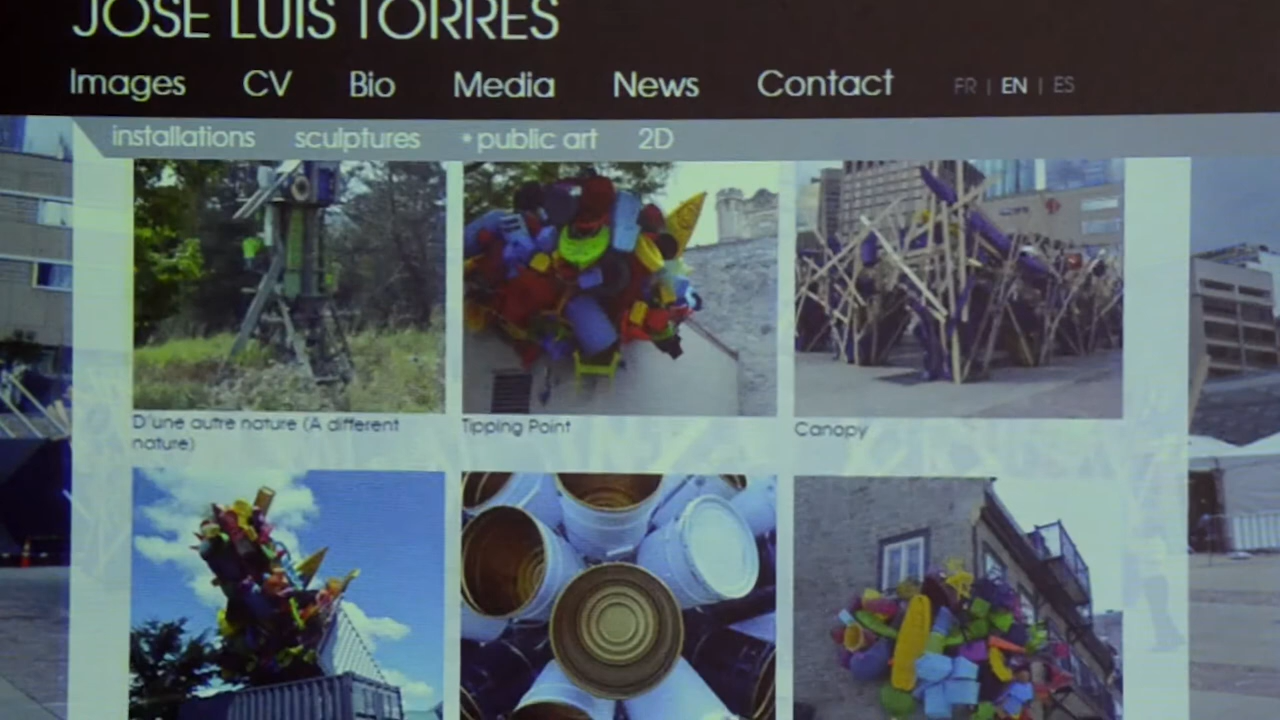 JOSE LUIS TORRES
Images CV Bio Media News Contact FR | EN | ES
installations sculptures * public art 2D
D'une autre nature (A different
nature)
Tipping Point
Canopy